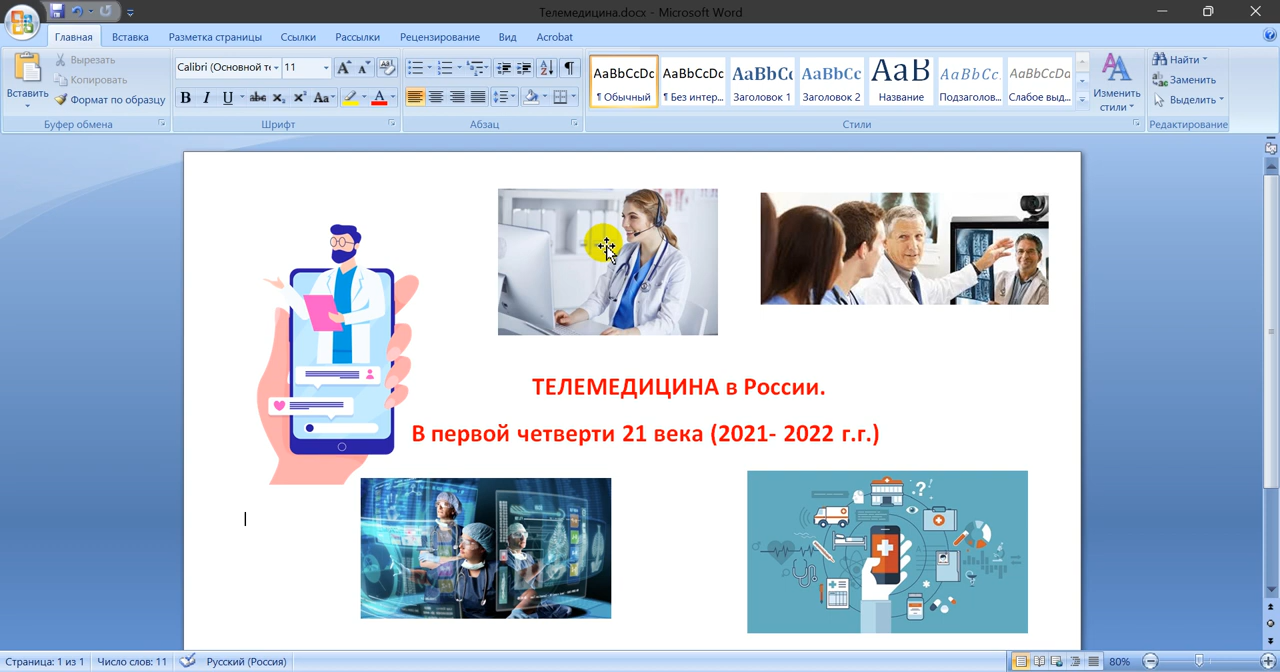 Телемедицина.docx - Microsoft Word
Главная Вставка Разметка страницы Ссылки Рассылки Рецензирование Вид Acrobat
Вставить
Вырезать
Копировать
Формат по образцу
Буфер обмена
Calibri (Основной те 11
Ж К Ч
Шрифт
Абзац
AaBbCcDc AaBbCcDc AaBbCc AaBbCc AaB AaBbCc. AaBbCcDa
¶ Обычный ¶ Без интер... Заголовок 1 Заголовок 2 Название Подзаголов... Слабое выд...
Стили
Изменить
стили
Найти
Заменить
Выделить
Редактирование
ТЕЛЕМЕДИЦИНА в России.
В первой четверти 21 века (2021- 2022 г.г.)
Страница: 1 из 1 Число слов: 11 Русский (Россия) 80%